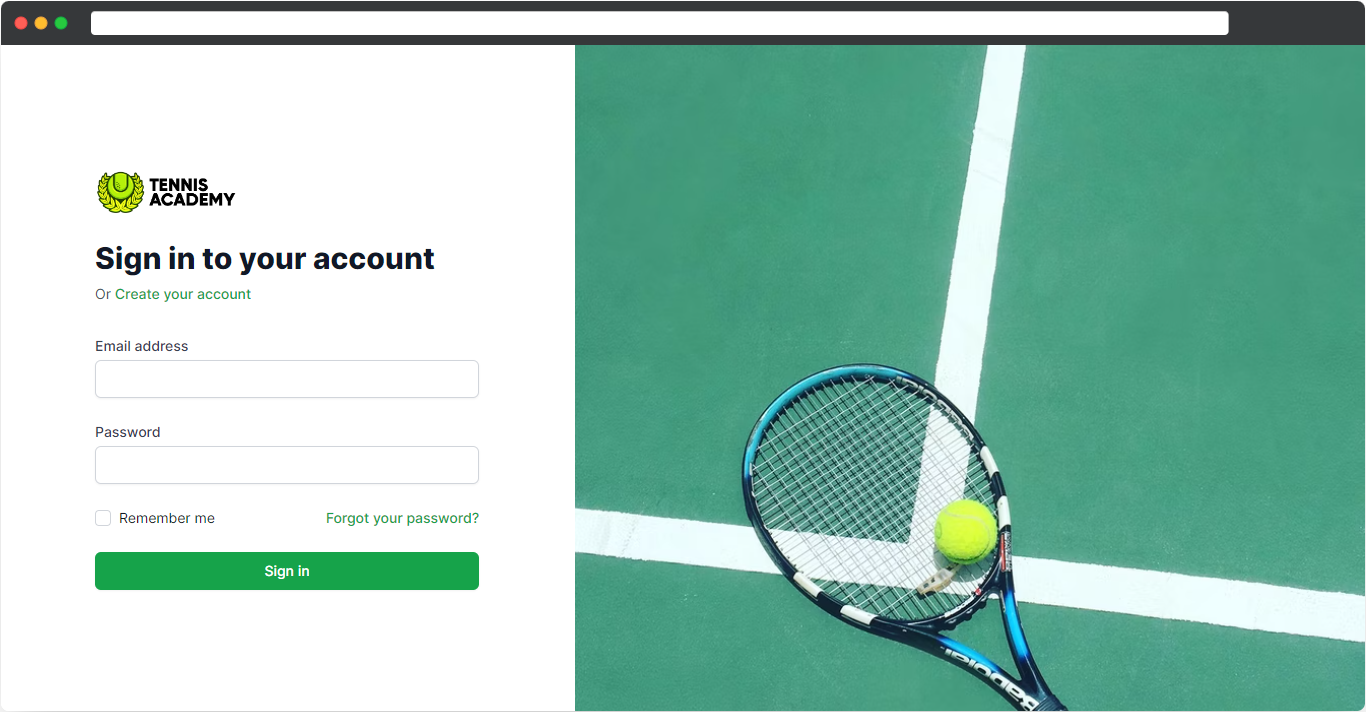 TENNIS
ACADEMY
Sign in to your account
Or Create your account
Email address
Password
Remember me
Forgot your password?
Sign in
Babolat